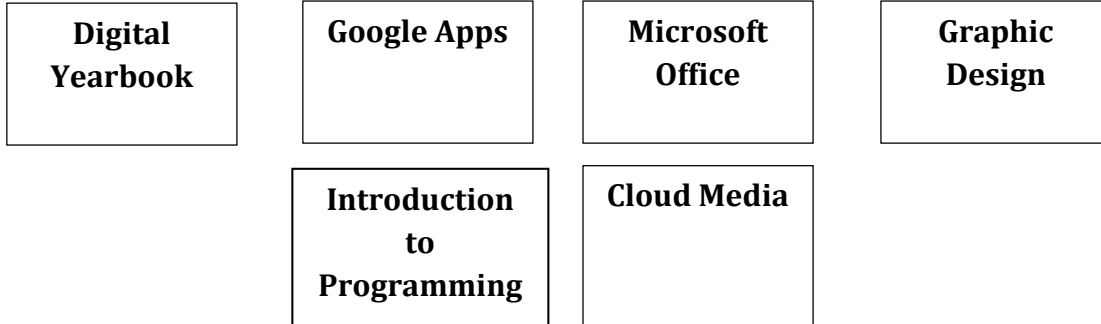 Digital
Yearbook
Google Apps
Microsoft
Office
Graphic
Design
Introduction
to
Programming
Cloud Media